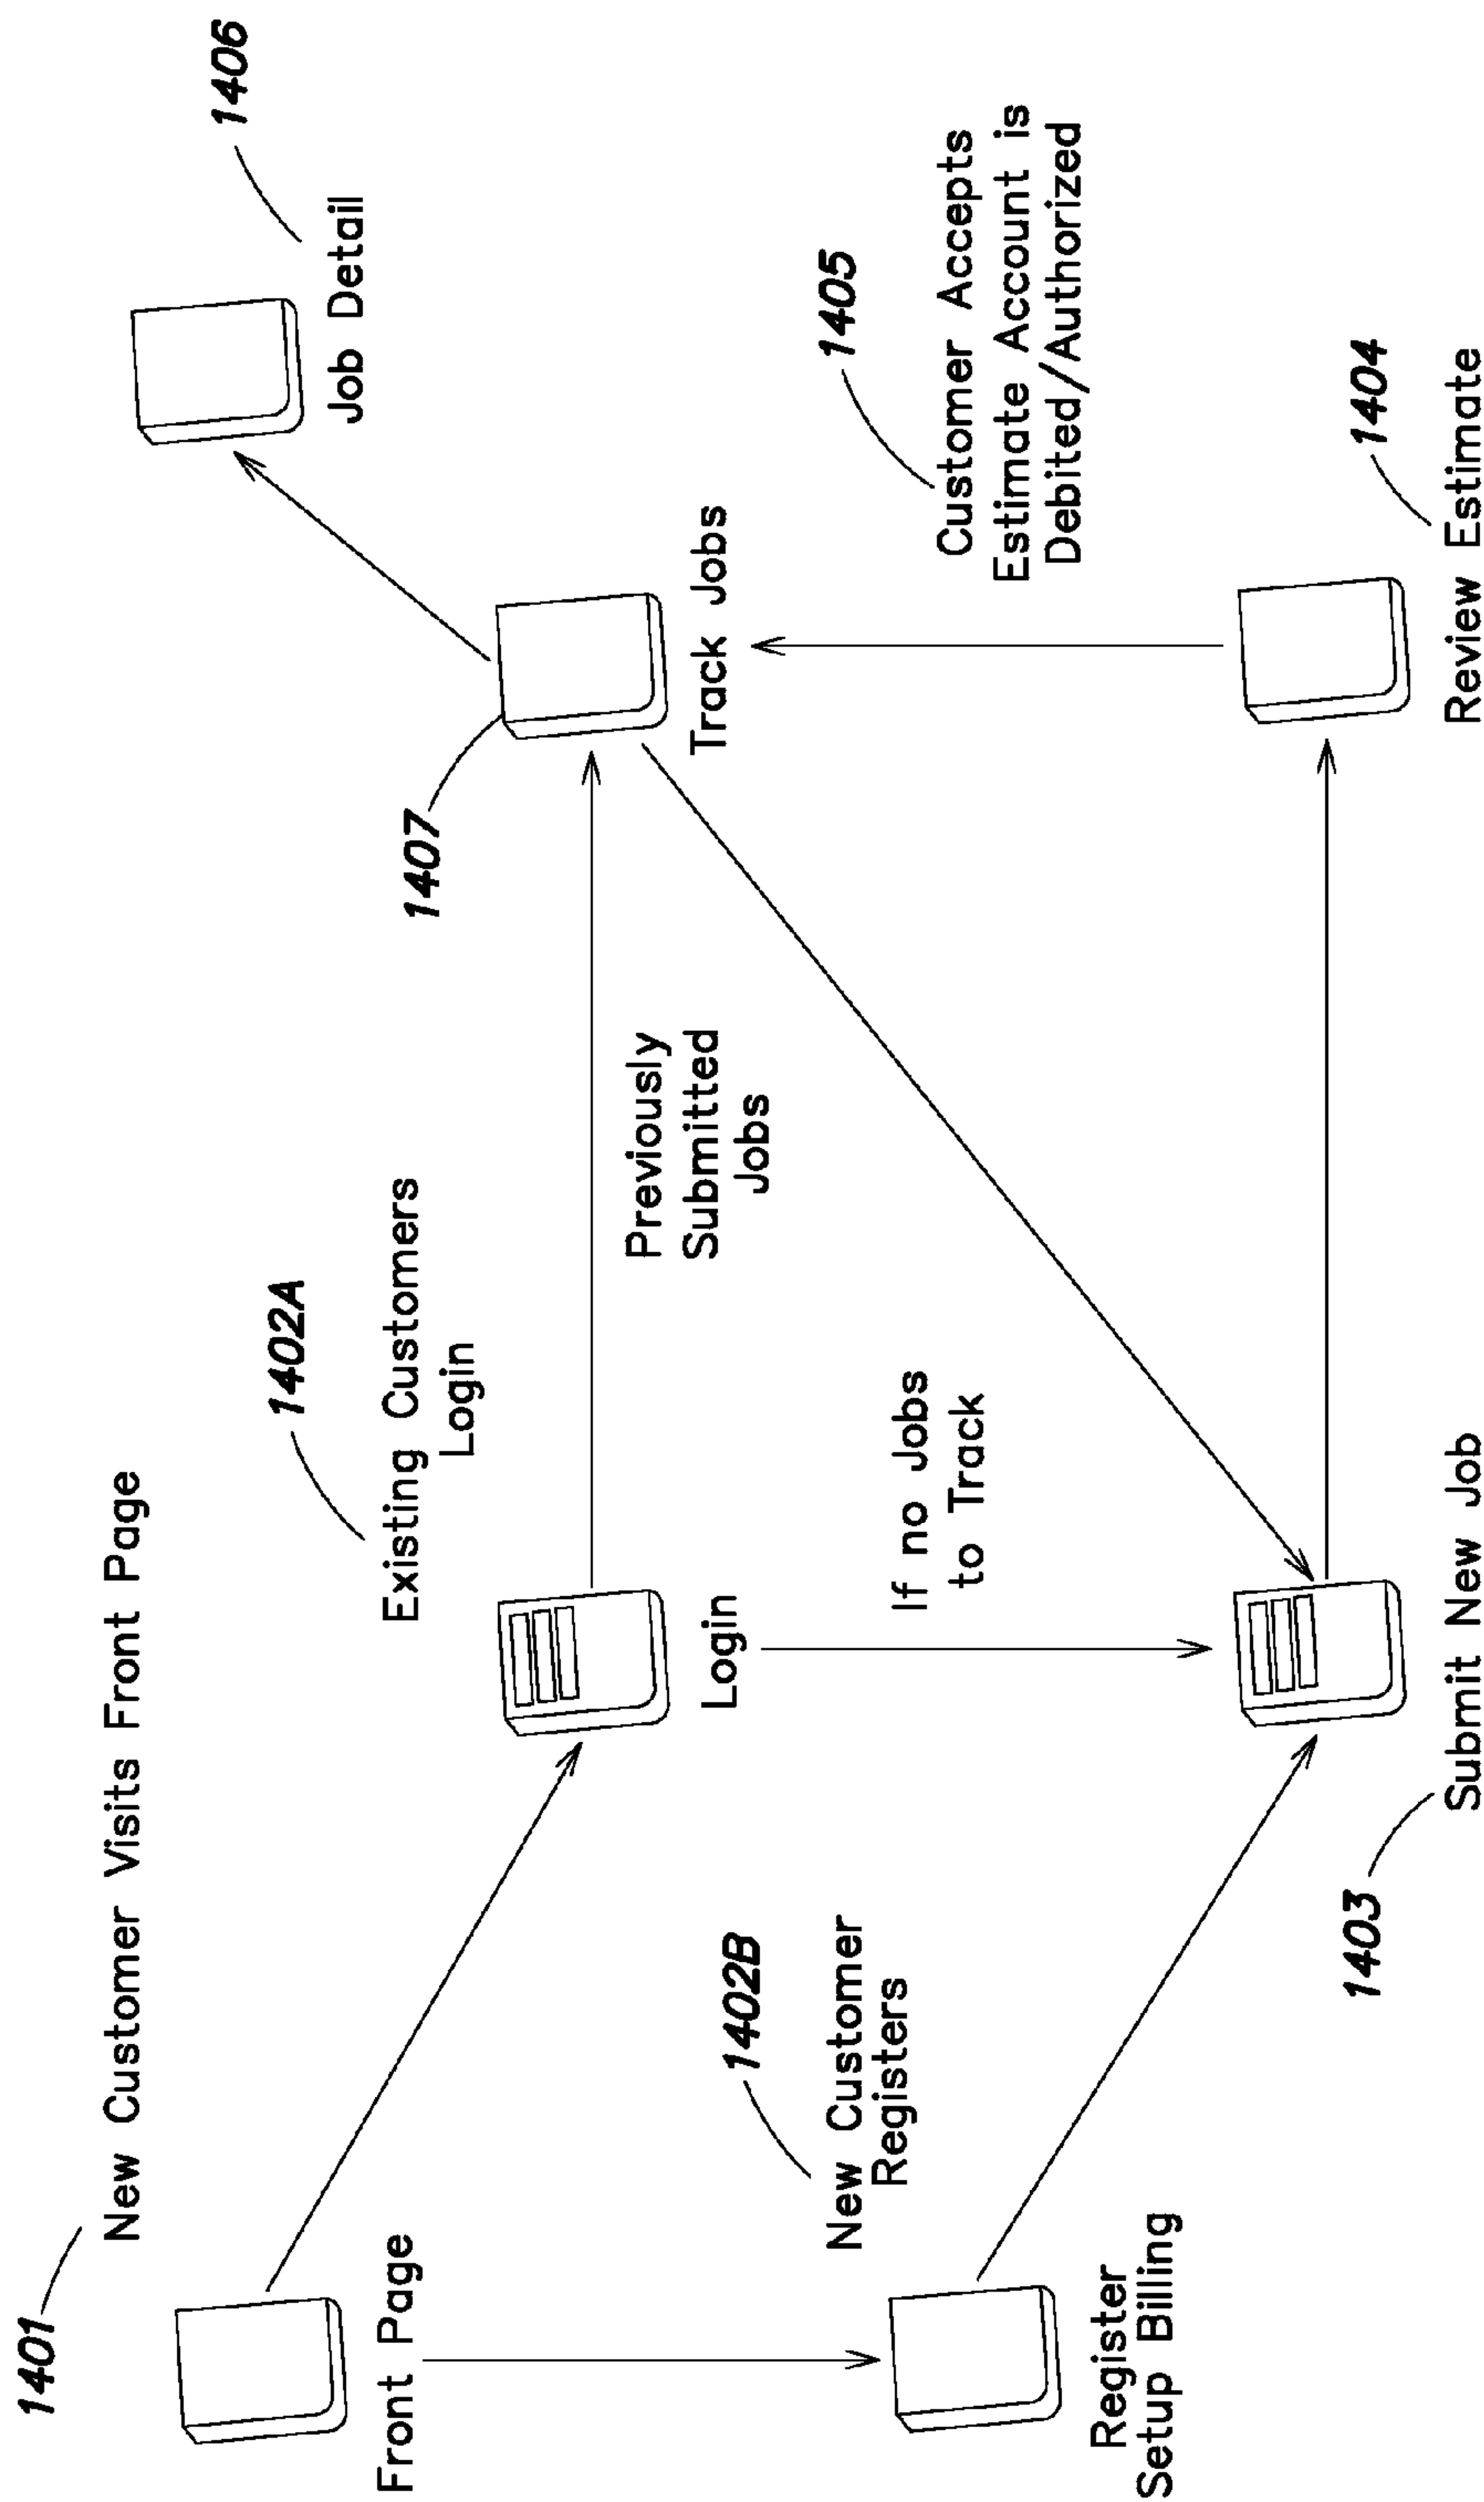 1401
New Customer Visits Front Page
Front Page
1402A
Existing Customers
Login
Login
Previously
Submitted
Jobs
1407
Track Jobs
1406
Job Detail
1402B
New Customer
Registers
Register
Setup Billing
If no Jobs
to Track
1403
Submit New Job
1405
Customer Accepts
Estimate Account is
Debited/Authorized
1404
Review Estimate